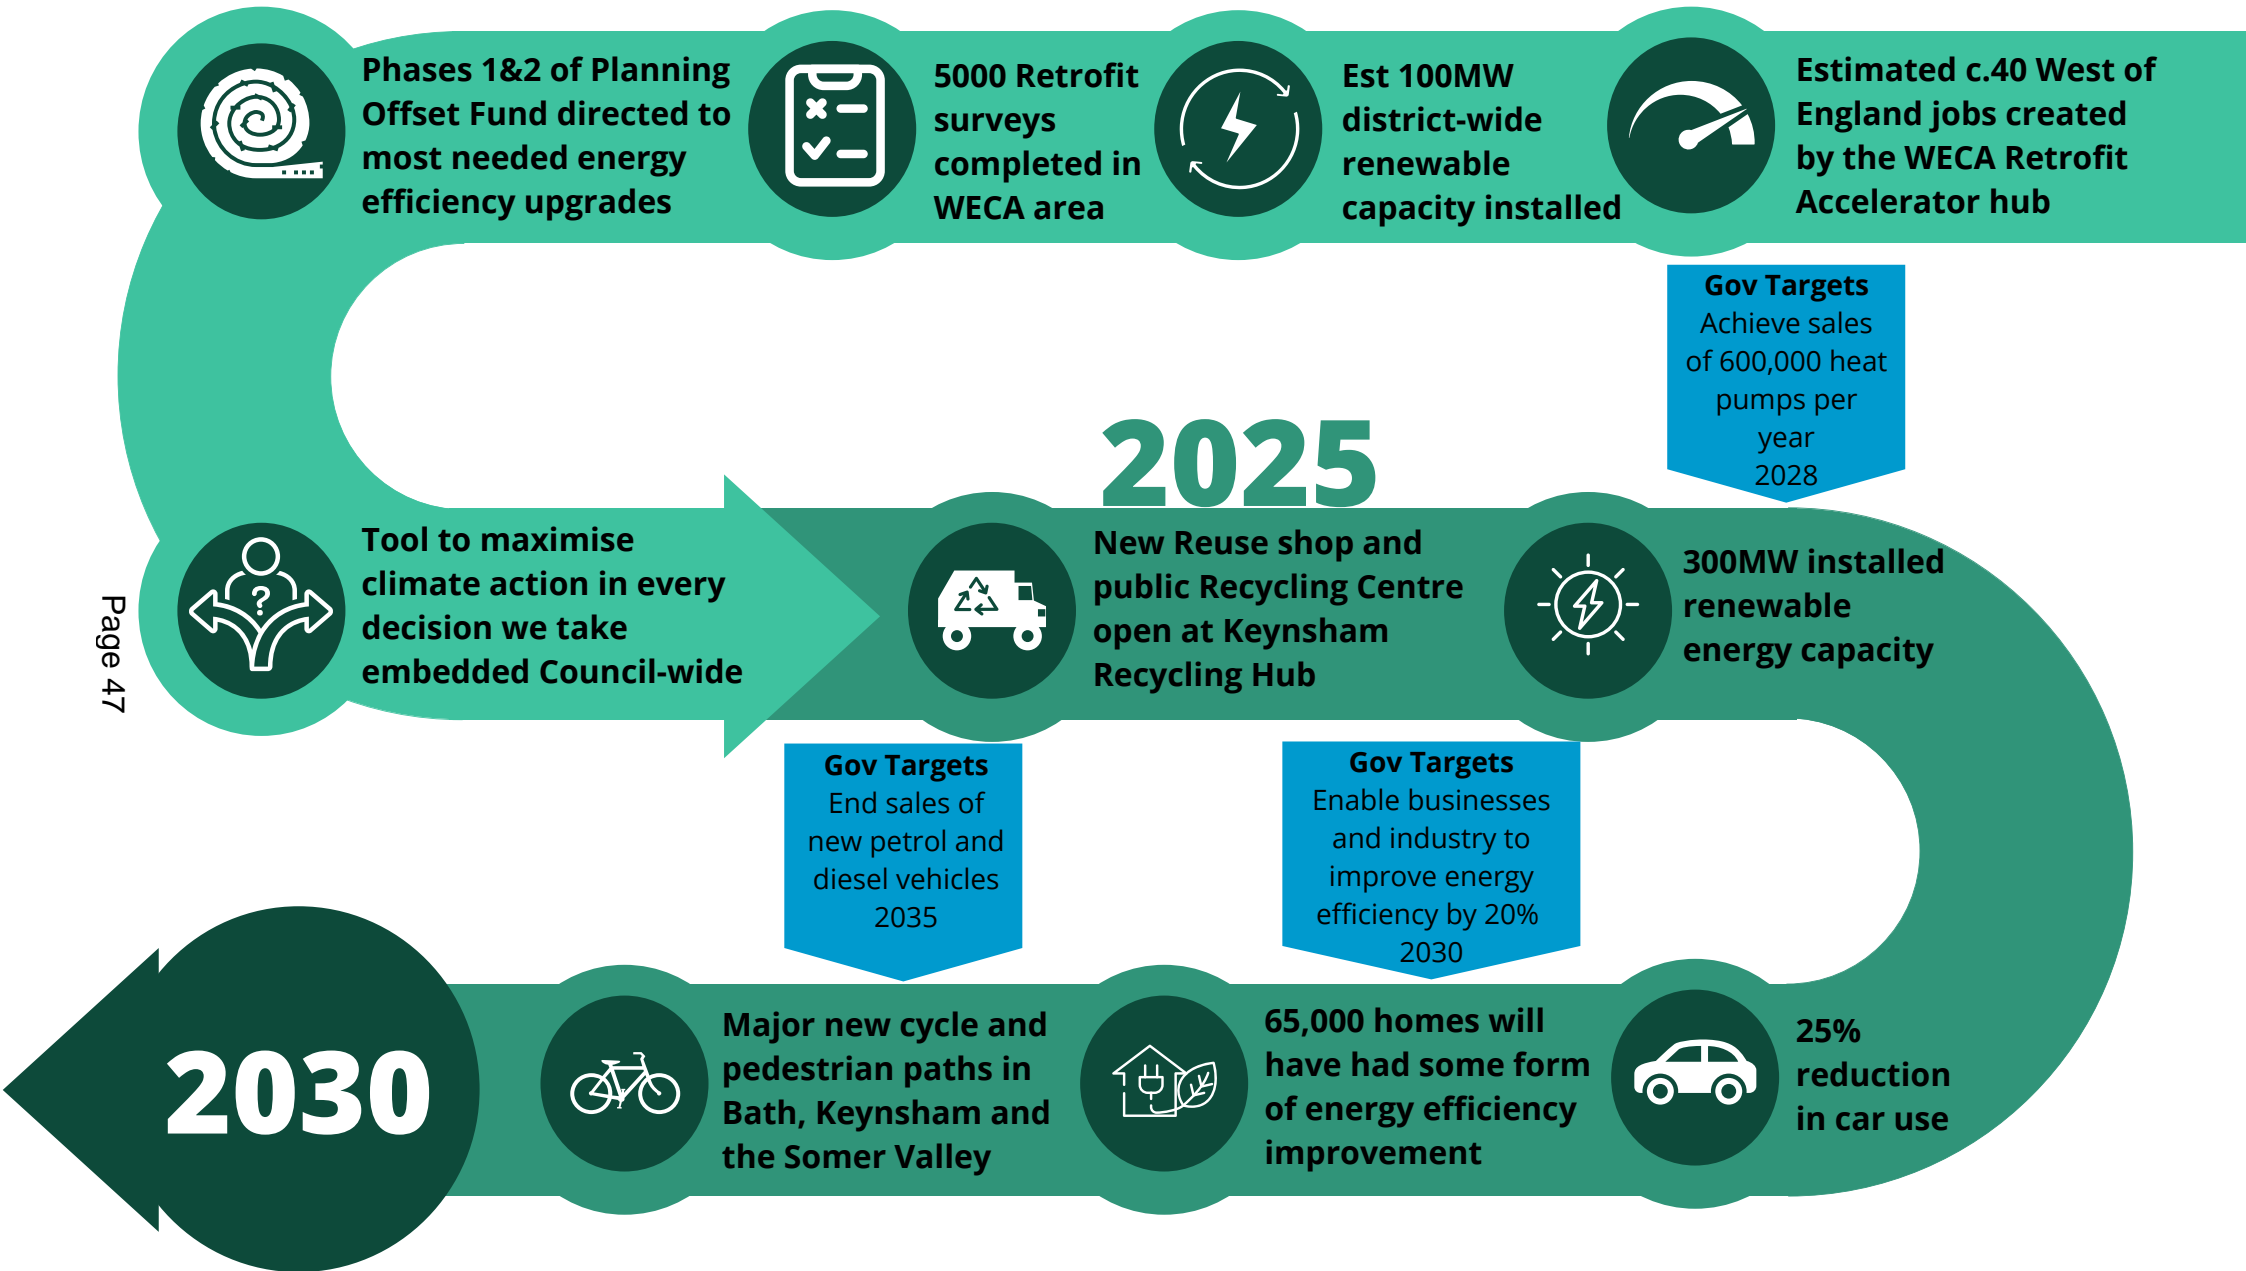 Phases 1&2 of Planning
Offset Fund directed to
most needed energy
efficiency upgrades
5000 Retrofit
surveys
completed in
WECA area
Est 100MW
district-wide
renewable
capacity installed
Estimated c.40 West of
England jobs created
by the WECA Retrofit
Accelerator hub
Gov Targets
Achieve sales
of 600,000 heat
pumps per
year
2028
Tool to maximise
climate action in every
decision we take
embedded Council-wide
?
2025
New Reuse shop and
public Recycling Centre
open at Keynsham
Recycling Hub
300MW installed
renewable
energy capacity
Page 47
Gov Targets
End sales of
new petrol and
diesel vehicles
2035
Gov Targets
Enable businesses
and industry to
improve energy
efficiency by 20%
2030
2030
Major new cycle and
pedestrian paths in
Bath, Keynsham and
the Somer Valley
65,000 homes will
have had some form
of energy efficiency
improvement
25%
reduction
in car use